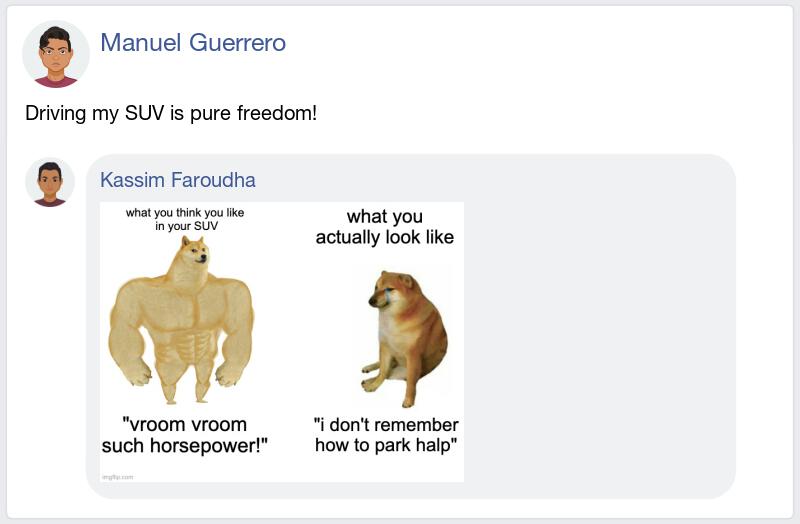 Manuel Guerrero
Driving my SUV is pure freedom!
Kassim Faroudha
what you think you like
in your SUV
"vroom vroom
such horsepower!"
what you
actually look like
"i don't remember
how to park halp"
imgflip.com